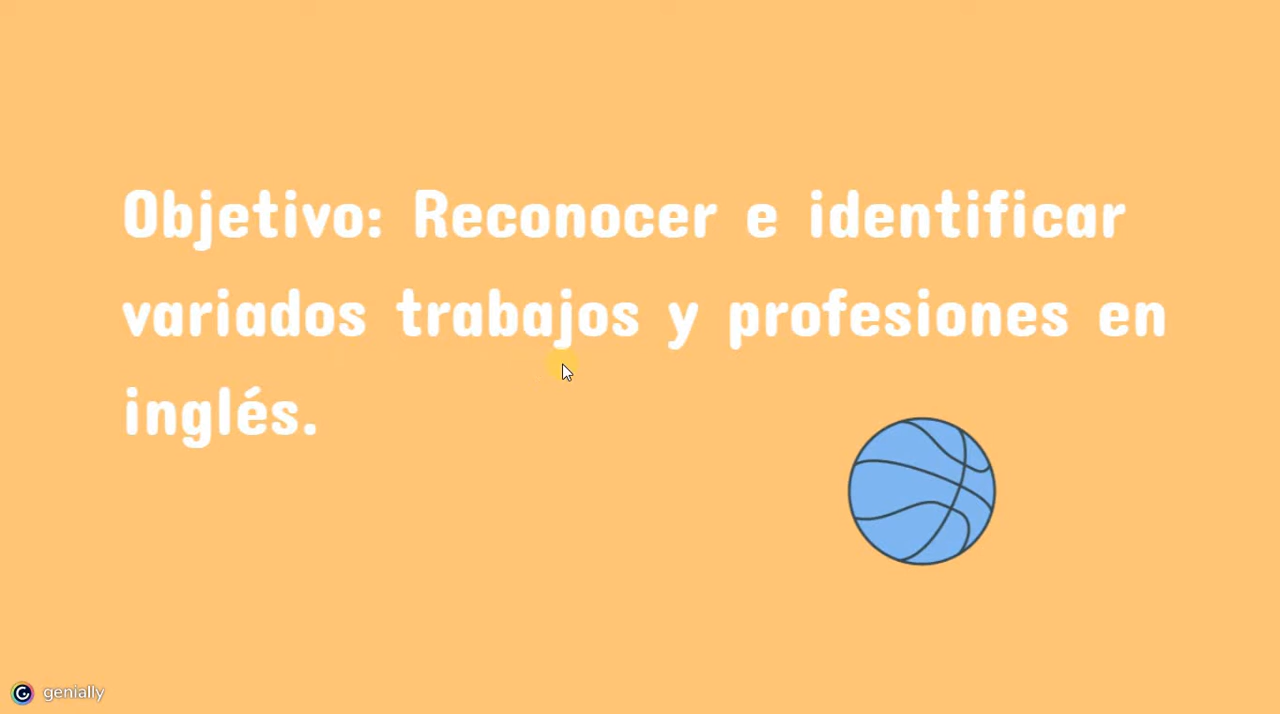 Objetivo: Reconocer e identificar
variados trabajos y profesiones en
inglés.
genially